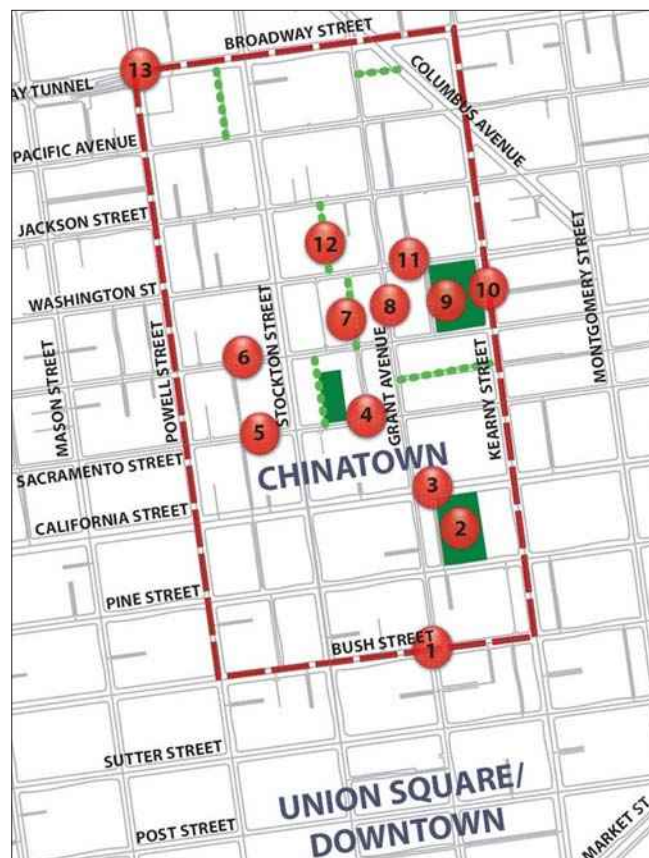 BROADWAY STREET
13
AY TUNNEL
COLUMBUS AVENUE
PACIFIC AVENUE
JACKSON STREET
12
11
MONTGOMERY STREET
WASHINGTON ST
10
9
8
7
6
STOCKTON STREET
GRANT AVENUE
KEARNY STREET
POWELL STREET
MASON STREET
5
4
SACRAMENTO STREET
CHINATOWN
3
CALIFORNIA STREET
2
PINE STREET
BUSH STREET
1
SUTTER STREET
UNION SQUARE/
DOWNTOWN
POST STREET
MARKET ST